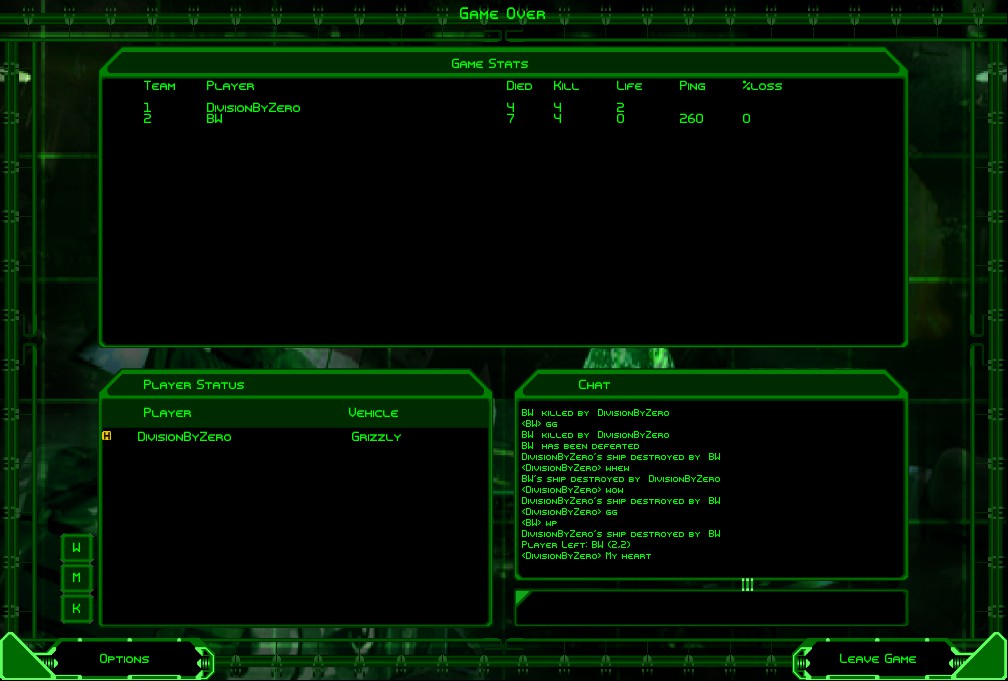 Game Over
Game Stats
Team Player Died Kill Life Ping %Loss
1 DivisionByZero 4 4 2
2 BW 7 4 0 260 0
Player Status
Player Vehicle
H DivisionByZero Grizzly
W
M
K
Chat
BW killed by DivisionByZero
<BW> gg
BW killed by DivisionByZero
BW has been defeated
DivisionByZero's ship destroyed by BW
<DivisionByZero> whew
BW's ship destroyed by DivisionByZero
<DivisionByZero> wow
DivisionByZero's ship destroyed by BW
<DivisionByZero> gg
<BW> wp
DivisionByZero's ship destroyed by BW
Player Left: BW (2.2)
<DivisionByZero> My heart
Options
Leave Game